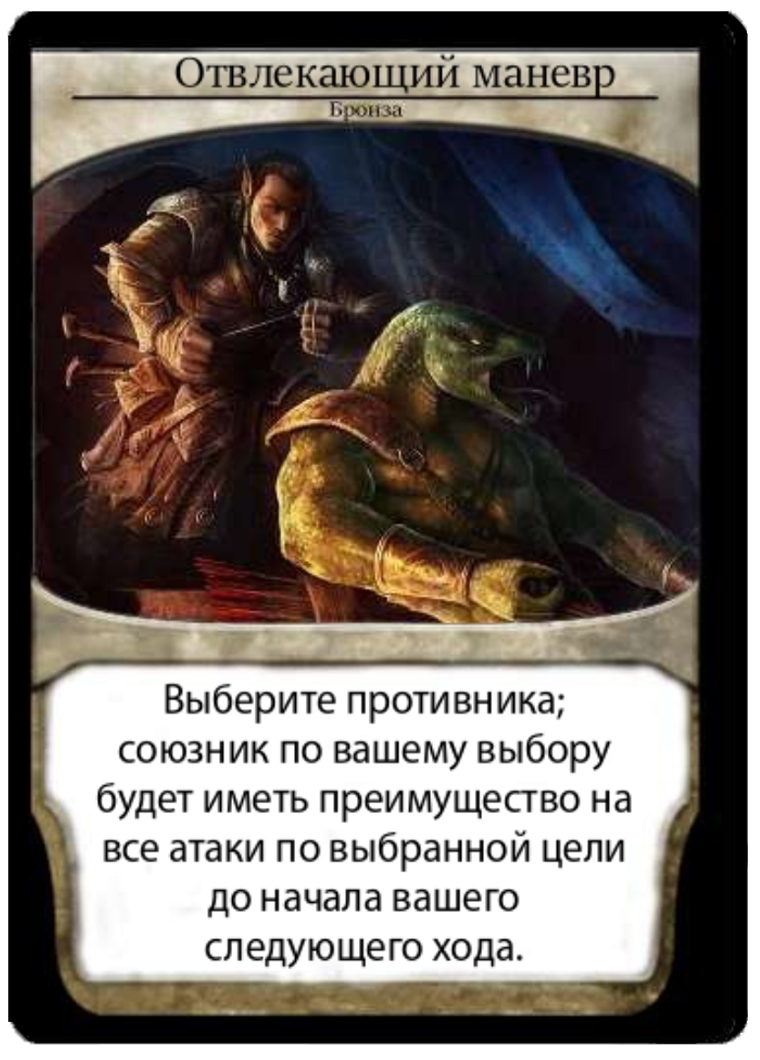 Отвлекающий маневр
Бронза
Выберите противника;
союзник по вашему выбору
будет иметь преимущество на
все атаки по выбранной цели
до начала вашего
следующего хода.